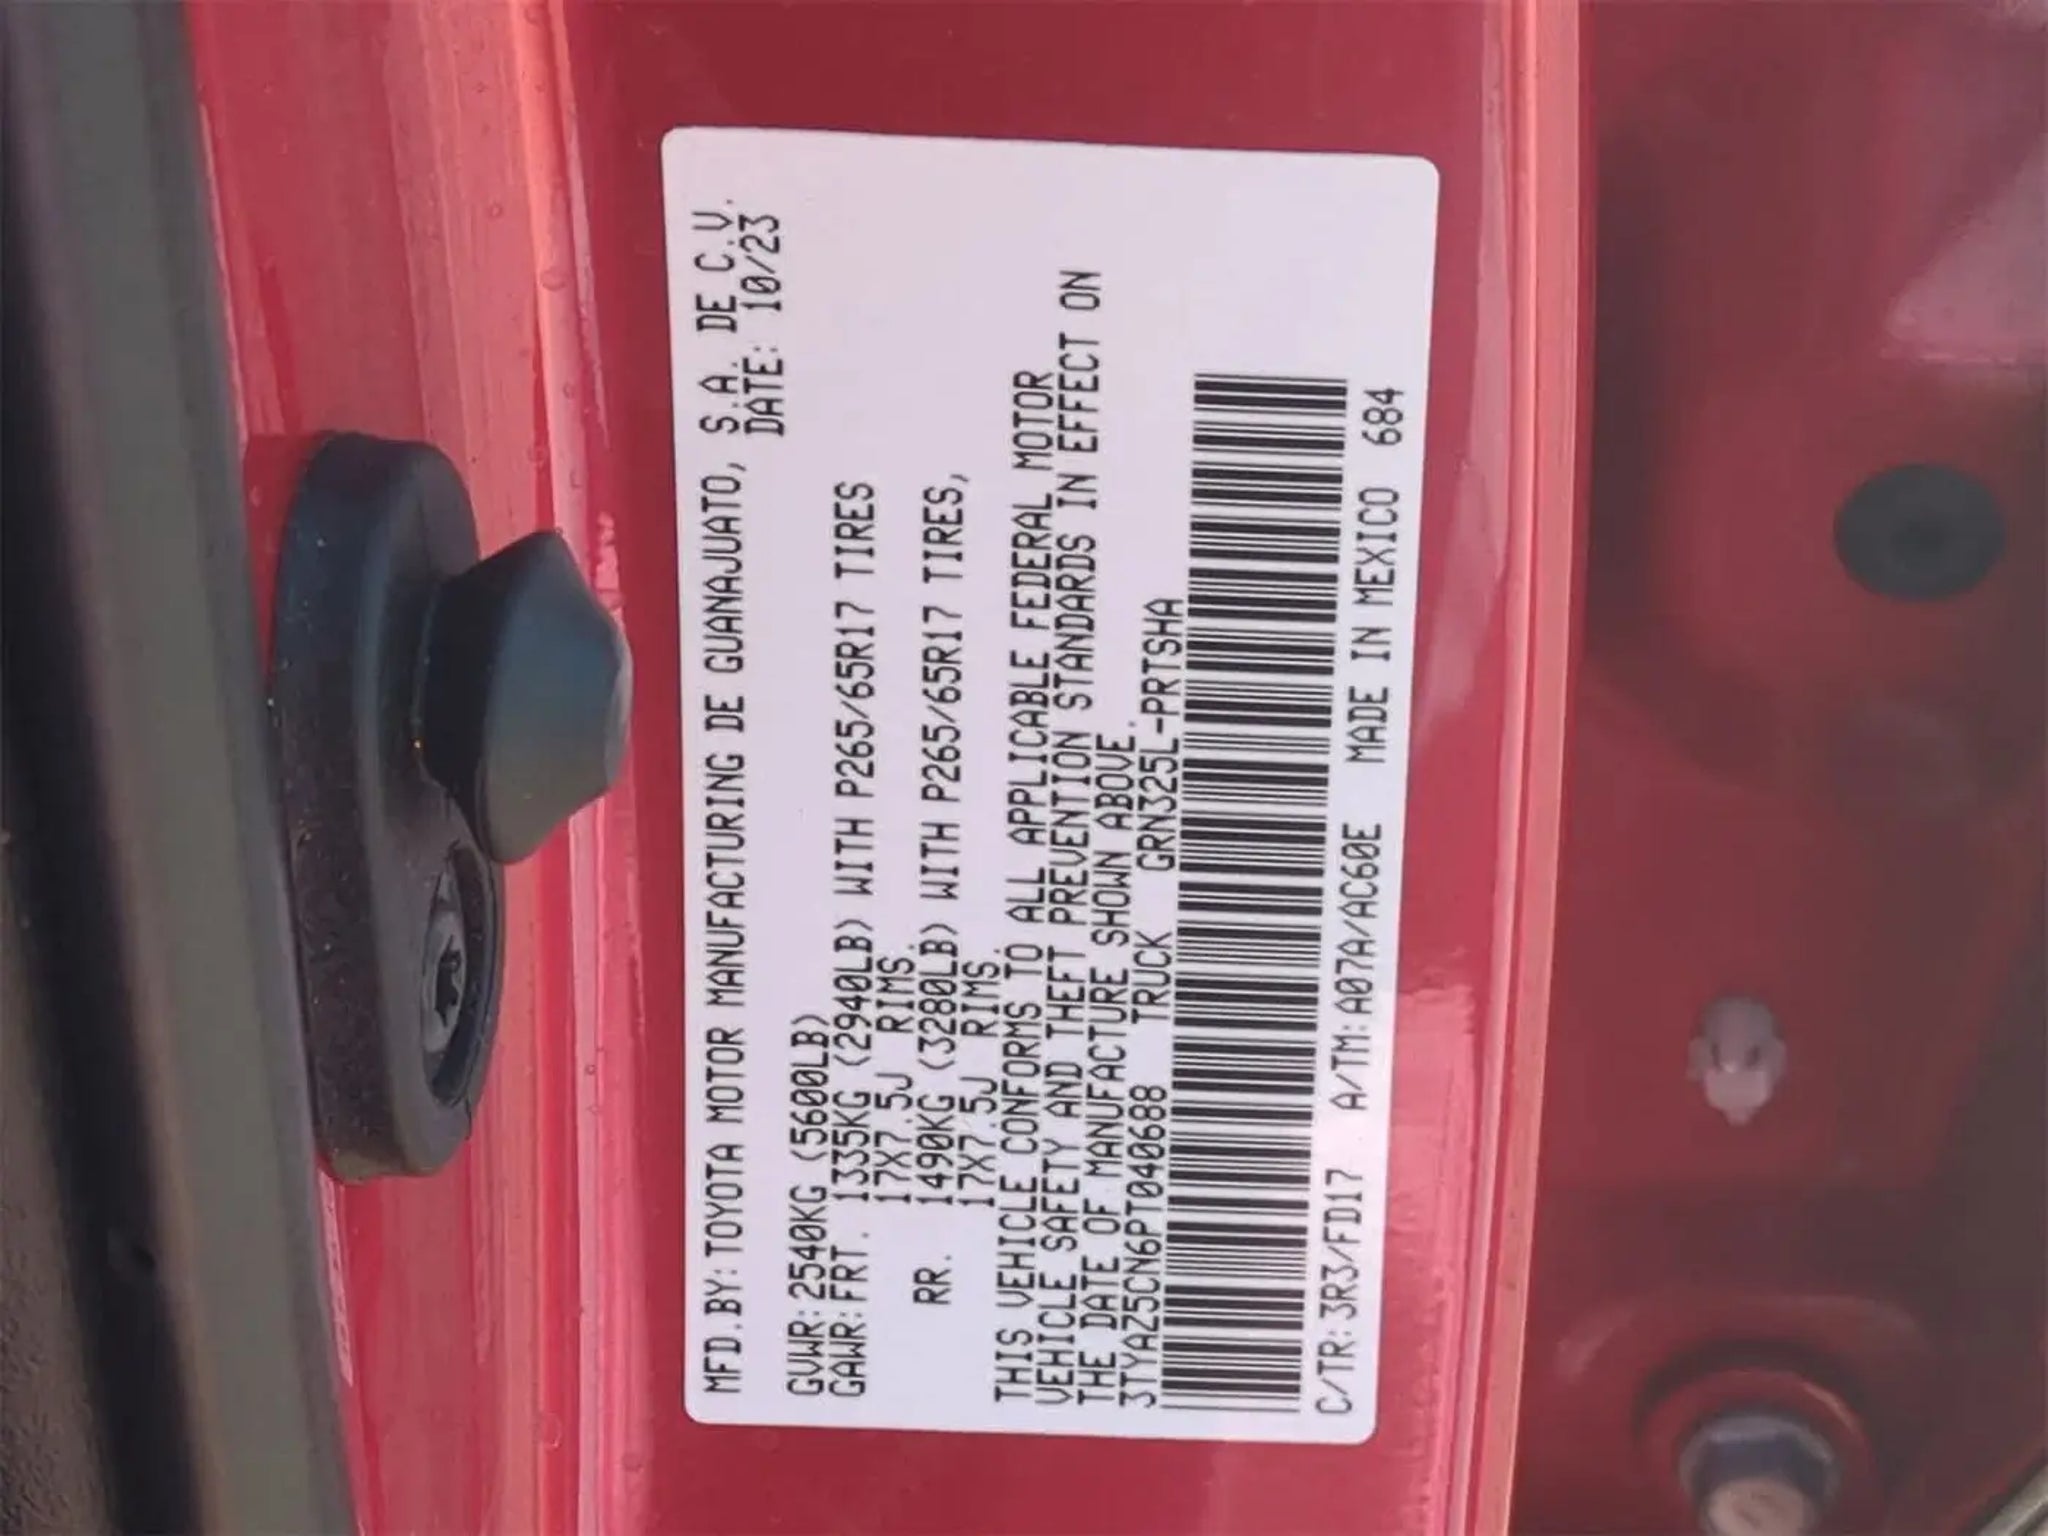 MFD.BY:TOYOTA MOTOR MANUFACTURING DE GUANAJUATO, S.A. DE C.V.
DATE: 10/23
GVWR:2540KG (5600LB)
GAWR:FRT. 1335KG (2940LB) WITH P265/65R17 TIRES
17X7.5J RIMS.
RR. 1490KG (3280LB) WITH P265/65R17 TIRES,
17X7.5J RIMS.
THIS VEHICLE CONFORMS TO ALL APPLICABLE FEDERAL MOTOR
VEHICLE SAFETY AND THEFT PREVENTION STANDARDS IN EFFECT ON
THE DATE OF MANUFACTURE SHOWN ABOVE.
3TYAZ5CN6PT040688 TRUCK GRN325L-PRTSHA
C/TR:3R3/FD17 A/TM:A07A/AC60E MADE IN MEXICO 684